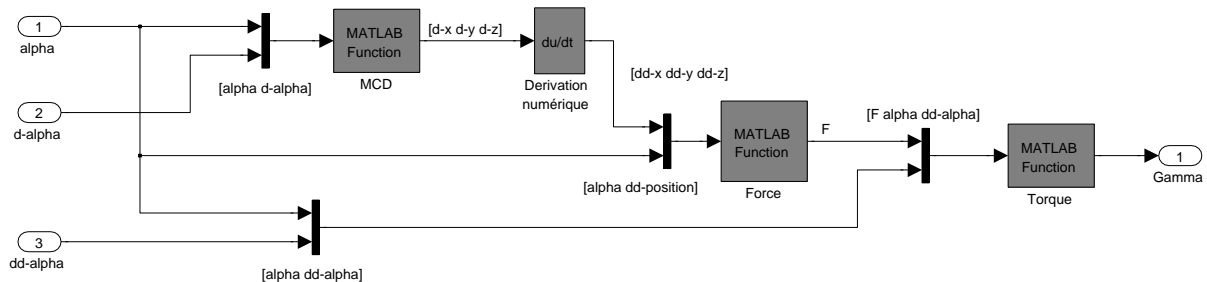 1
alpha
2
d-alpha
3
dd-alpha
[alpha d-alpha]
MATLAB
Function
MCD
[d-x d-y d-z]
du/dt
Derivation
numérique
[dd-x dd-y dd-z]
[alpha dd-position]
MATLAB
Function
Force
F
[F alpha dd-alpha]
[alpha dd-alpha]
MATLAB
Function
Torque
1
Gamma